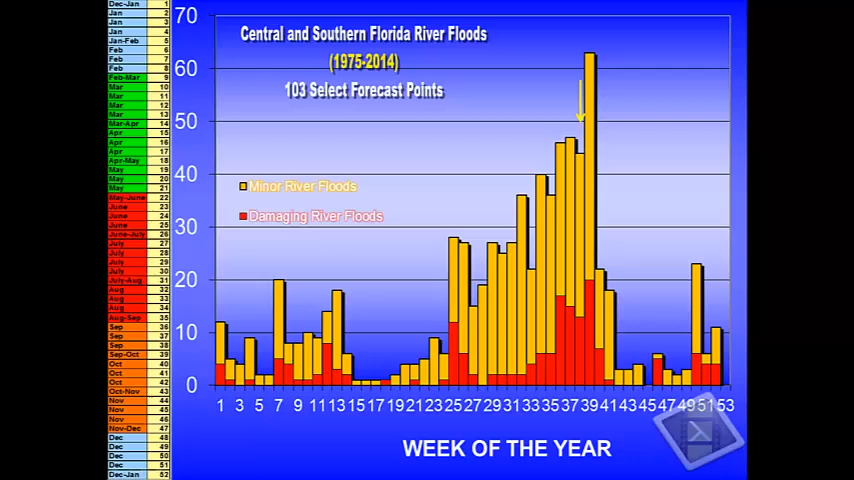 Dec-Jan 1
Jan 2
Jan 3
Jan 4
Jan-Feb 5
Feb 6
Feb 7
Feb 8
Feb-Mar 9
Mar 10
Mar 11
Mar 12
Mar 13
Mar-Apr 14
Apr 15
Apr 16
Apr 17
Apr-May 18
May 19
May 20
May 21
May-June 22
June 23
June 24
June 25
June-July 26
July 27
July 28
July 29
July 30
July-Aug 31
Aug 32
Aug 33
Aug 34
Aug-Sep 35
Sep 36
Sep 37
Sep 38
Sep-Oct 39
Oct 40
Oct 41
Oct 42
Oct-Nov 43
Nov 44
Nov 45
Nov 46
Nov-Dec 47
Dec 48
Dec 49
Dec 50
Dec 51
Dec-Jan 52
Central and Southern Florida River Floods
(1975-2014)
103 Select Forecast Points
Minor River Floods
Damaging River Floods
70
60
50
40
30
20
10
0
1 3 5 7 9 11 13 15 17 19 21 23 25 27 29 31 33 35 37 39 41 43 45 47 49 51 53
WEEK OF THE YEAR